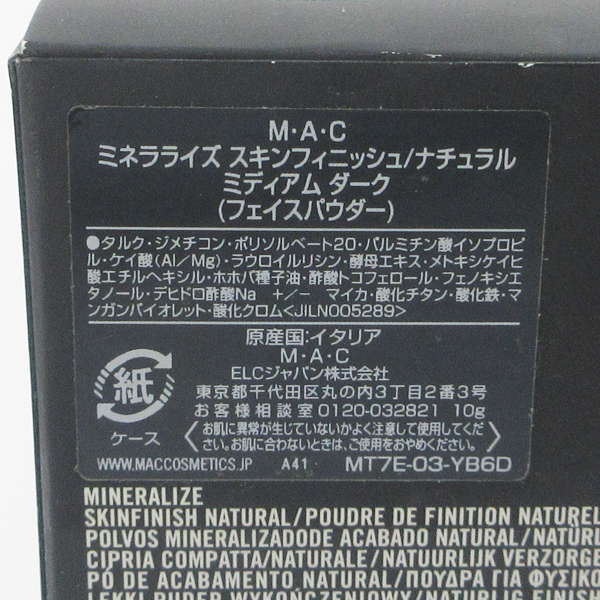 M・A・C
ミネラライズ スキンフィニッシュ/ナチュラル
ミディアム ダーク
(フェイスパウダー)
●タルク・ジメチコン・ポリソルベート20・パルミチン酸イソプロピ
ル・ケイ酸(Al/Mg)・ラウロイルリシン・酵母エキス・メトキシケイヒ
酸エチルヘキシル・ホホバ種子油・酢酸トコフェロール・フェノキシエ
タノール・デヒドロ酢酸Na +/- マイカ・酸化チタン・酸化鉄・マ
ンガンバイオレット・酸化クロム<JILN005289>
原産国:イタリア
M・A・C
ELCジャパン株式会社
東京都千代田区丸の内3丁目2番3号
お客様相談室 0120-032821 10g
紙
ケース
お肌に異常が生じていないかよく注意して使用してくだ
さい。お肌に合わないときは、ご使用をおやめください。
WWW.MACCOSMETICS.JP A41 MT7E-03-YB6D
MINERALIZE
SKINFINISH NATURAL/POUDRE DE FINITION NATUREL
POLVOS MINERALIZADODE ACABADO NATURAL/NATÜRL
CIPRIA COMPATTA/NATURALE/NATUURLIJK VERZORGE
PÓ DE ACABAMENTO NATURAL/ΠΟΥΔΡΑ ΓΙΑ ΦΥΣΙΚΟ
LEKKI PUDER WYKOŃCZENIOWY/NATURLIG FINISH